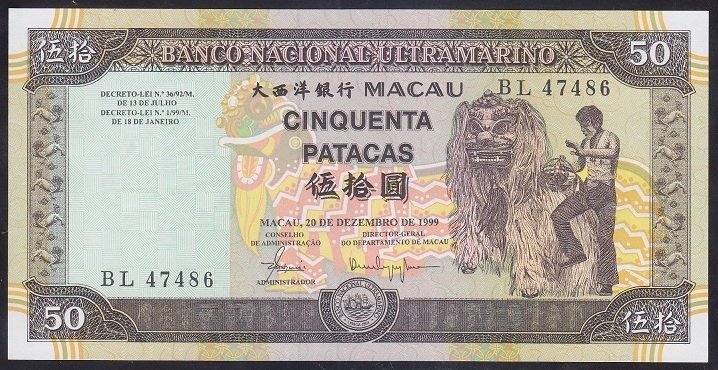 伍拾 BANCO NACIONAL ULTRAMARINO 50
DECRETO-LEI N.º 36/92/M.
DE 13 DE JULHO
DECRETO-LEI N.º 1/99/M.
DE 18 DE JANEIRO
大西洋銀行 MACAU BL 47486
CINQUENTA
PATACAS
伍拾圓
MACAU, 20 DE DEZEMBRO DE 1999
CONSELHO
DE ADMINISTRAÇÃO
DIRECTOR-GERAL
DO DEPARTAMENTO DE MACAU
BL 47486
ADMINISTRADOR
50 伍拾